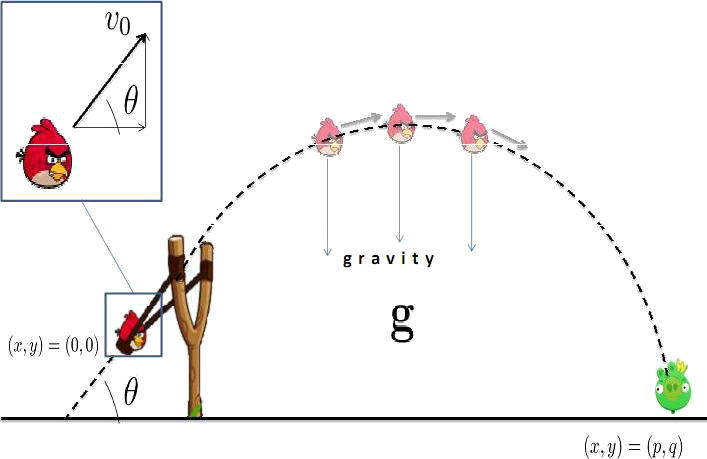 v₀
θ
gravity
g
(x, y) = (0, 0)
θ
(x, y) = (p, q)